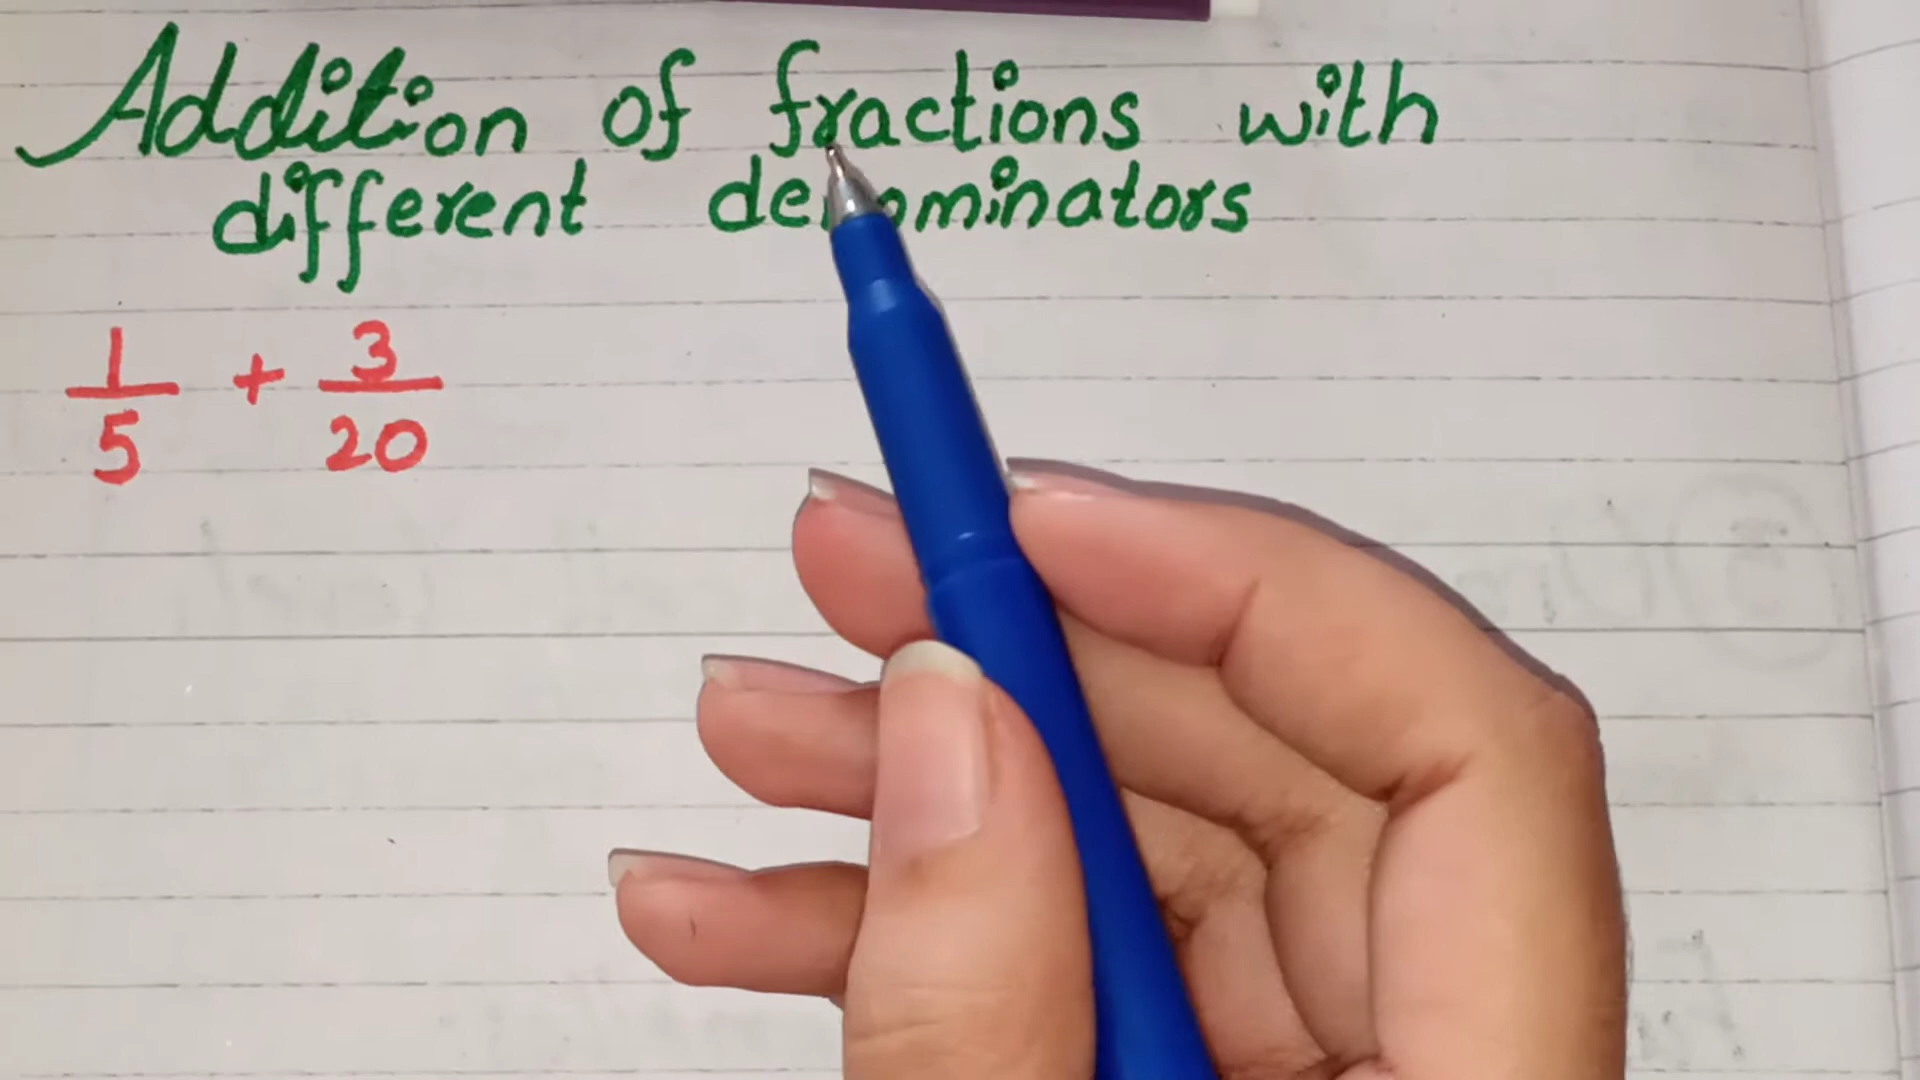 Addition of fractions with
different denominators
1/5 + 3/20